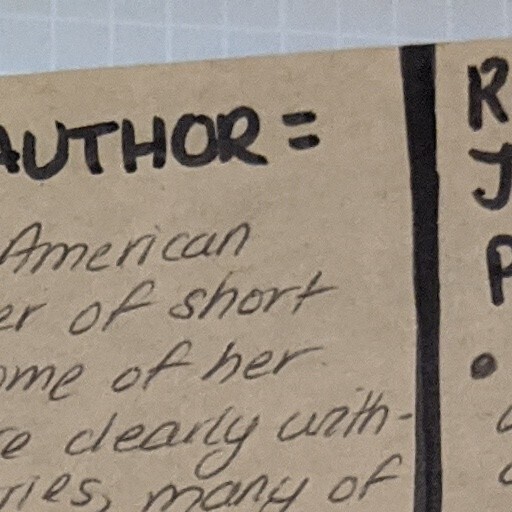 AUTHOR =
American
er of short
ome of her
e clearly with-
ries, many of
R
J
P
•